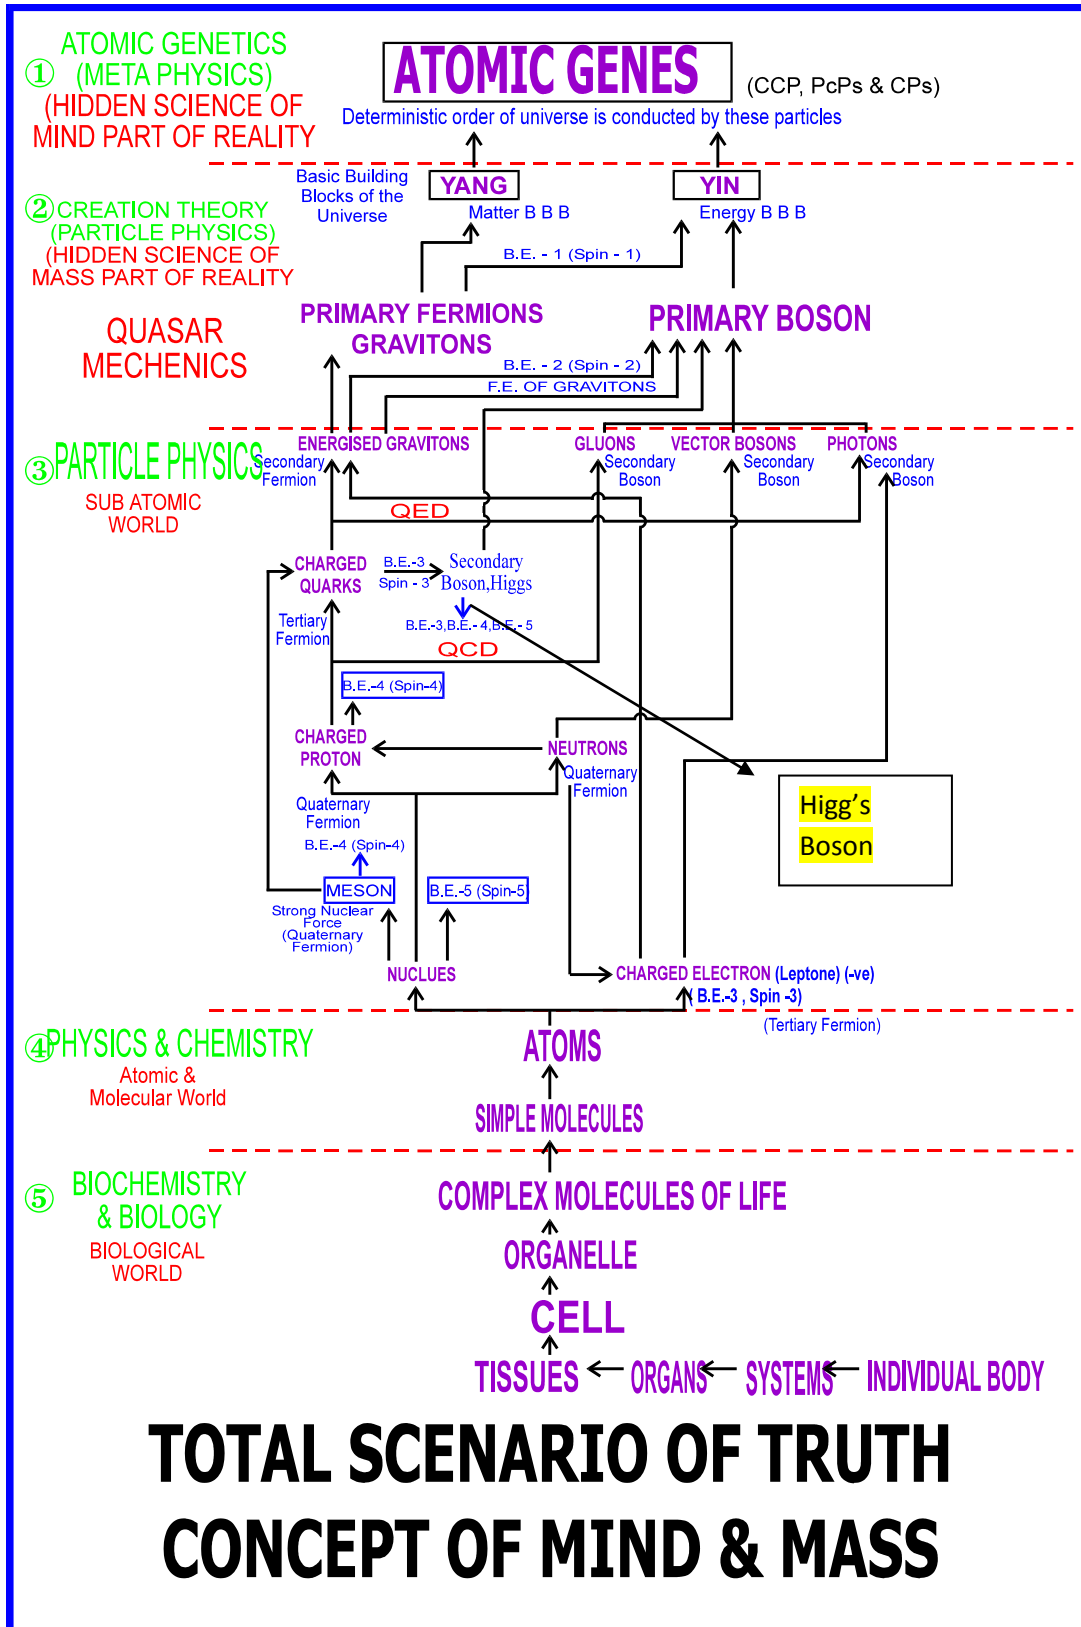 ATOMIC GENETICS
① (META PHYSICS)
(HIDDEN SCIENCE OF
MIND PART OF REALITY
ATOMIC GENES
(CCP, PcPs & CPs)
Deterministic order of universe is conducted by these particles
Basic Building
Blocks of the
Universe
YANG
YIN
Matter B B B
Energy B B B
② CREATION THEORY
(PARTICLE PHYSICS)
(HIDDEN SCIENCE OF
MASS PART OF REALITY
B.E. - 1 (Spin - 1)
QUASAR
MECHENICS
PRIMARY FERMIONS
GRAVITONS
PRIMARY BOSON
B.E. - 2 (Spin - 2)
F.E. OF GRAVITONS
③ PARTICLE PHYSICS
SUB ATOMIC
WORLD
ENERGISED GRAVITONS
Secondary
Fermion
GLUONS
Secondary
Boson
VECTOR BOSONS
Secondary
Boson
PHOTONS
Secondary
Boson
QED
CHARGED
QUARKS
B.E.-3
Spin - 3
Secondary
Boson,Higgs
B.E.-3,B.E.- 4,B.E.- 5
Tertiary
Fermion
QCD
B.E.-4 (Spin-4)
CHARGED
PROTON
NEUTRONS
Quaternary
Fermion
Quaternary
Fermion
Higg’s
Boson
B.E.-4 (Spin-4)
MESON
B.E.-5 (Spin-5)
Strong Nuclear
Force
(Quaternary
Fermion)
NUCLUES
CHARGED ELECTRON (Leptone) (-ve)
( B.E.-3 , Spin -3)
(Tertiary Fermion)
④ PHYSICS & CHEMISTRY
Atomic &
Molecular World
ATOMS
SIMPLE MOLECULES
⑤ BIOCHEMISTRY
& BIOLOGY
BIOLOGICAL
WORLD
COMPLEX MOLECULES OF LIFE
ORGANELLE
CELL
TISSUES ORGANS SYSTEMS INDIVIDUAL BODY
TOTAL SCENARIO OF TRUTH
CONCEPT OF MIND & MASS